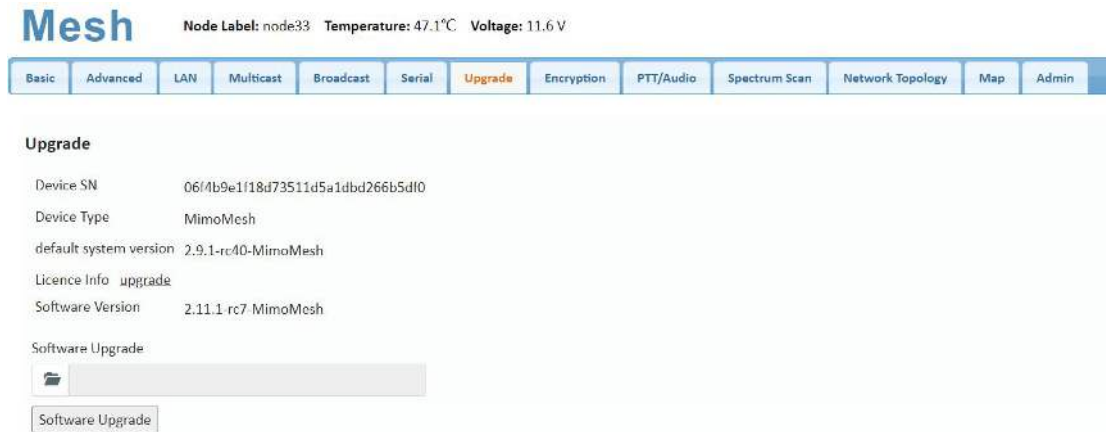 Mesh
Node Label: node33 Temperature: 47.1℃ Voltage: 11.6 V
Basic Advanced LAN Multicast Broadcast Serial Upgrade Encryption PTT/Audio Spectrum Scan Network Topology Map Admin
Upgrade
Device SN 06f4b9e1f18d73511d5a1dbd266b5df0
Device Type MimoMesh
default system version 2.9.1-rc40-MimoMesh
Licence Info upgrade
Software Version 2.11.1-rc7-MimoMesh
Software Upgrade
Software Upgrade